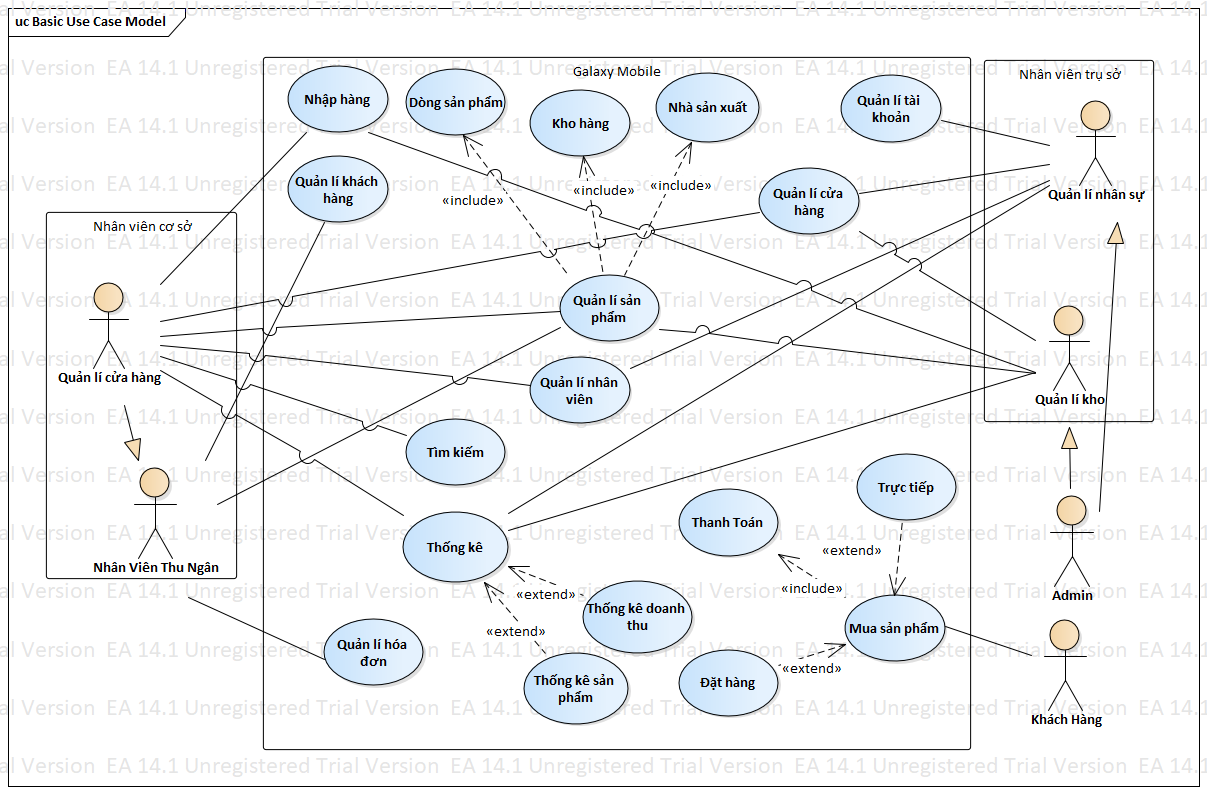 uc Basic Use Case Model
Galaxy Mobile
Nhân viên trụ sở
Nhập hàng
Dòng sản phẩm
Kho hàng
Nhà sản xuất
Quản lí tài
khoản
Quản lí nhân sự
Quản lí khách
hàng
«include»
«include»
«include»
Quản lí cửa
hàng
Nhân viên cơ sở
Quản lí cửa hàng
Quản lí sản
phẩm
Quản lí nhân
viên
Quản lí kho
Tìm kiếm
Nhân Viên Thu Ngân
Thống kê
Thanh Toán
Trực tiếp
«extend»
«include»
Admin
«extend»
Thống kê doanh
thu
«extend»
Mua sản phẩm
Quản lí hóa
đơn
Thống kê sản
phẩm
Đặt hàng
«extend»
Khách Hàng
EA 14.1 Unregistered Trial Version